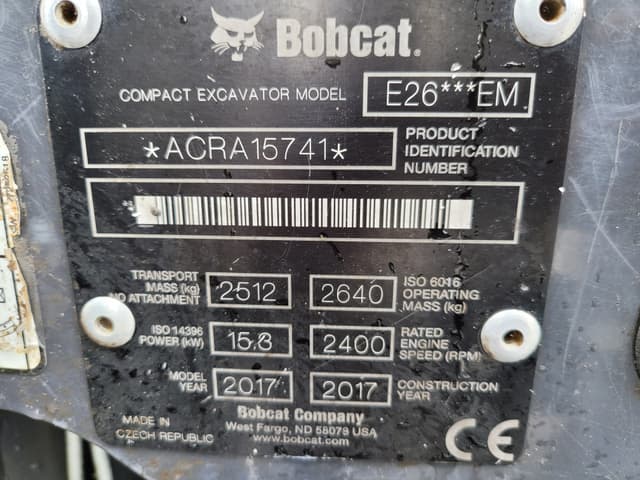 Bobcat.
COMPACT EXCAVATOR MODEL E26***EM
*ACRA15741* PRODUCT IDENTIFICATION NUMBER
TRANSPORT MASS (kg) NO ATTACHMENT 2512 2640 ISO 6016 OPERATING MASS (kg)
ISO 14396 POWER (kW) 15.3 2400 RATED ENGINE SPEED (RPM)
MODEL YEAR 2017 2017 CONSTRUCTION YEAR
Bobcat Company
West Fargo, ND 58078 USA
www.bobcat.com
MADE IN
CZECH REPUBLIC
CE